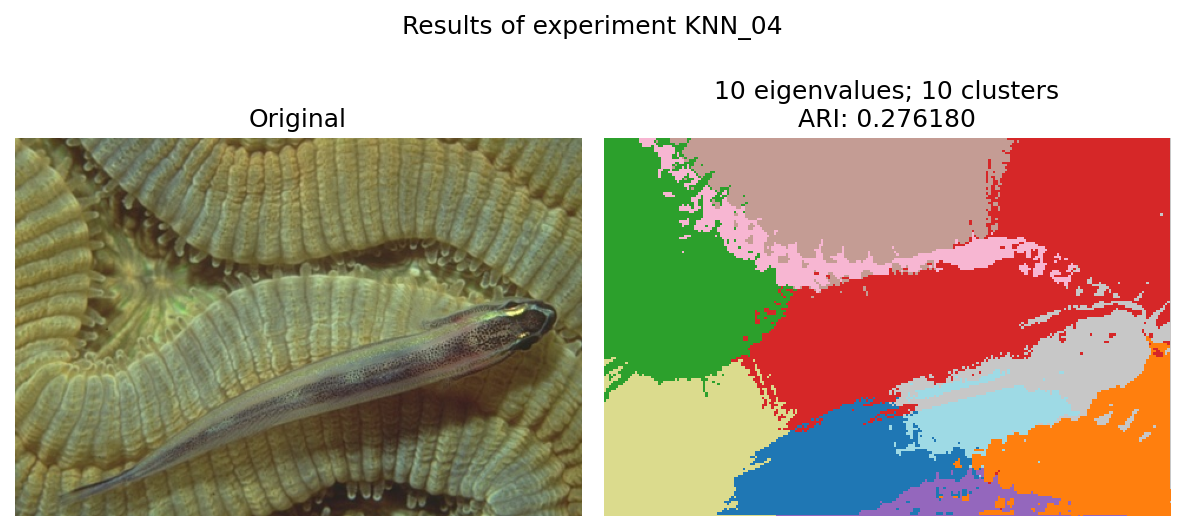 Results of experiment KNN_04
Original
10 eigenvalues; 10 clusters
ARI: 0.276180